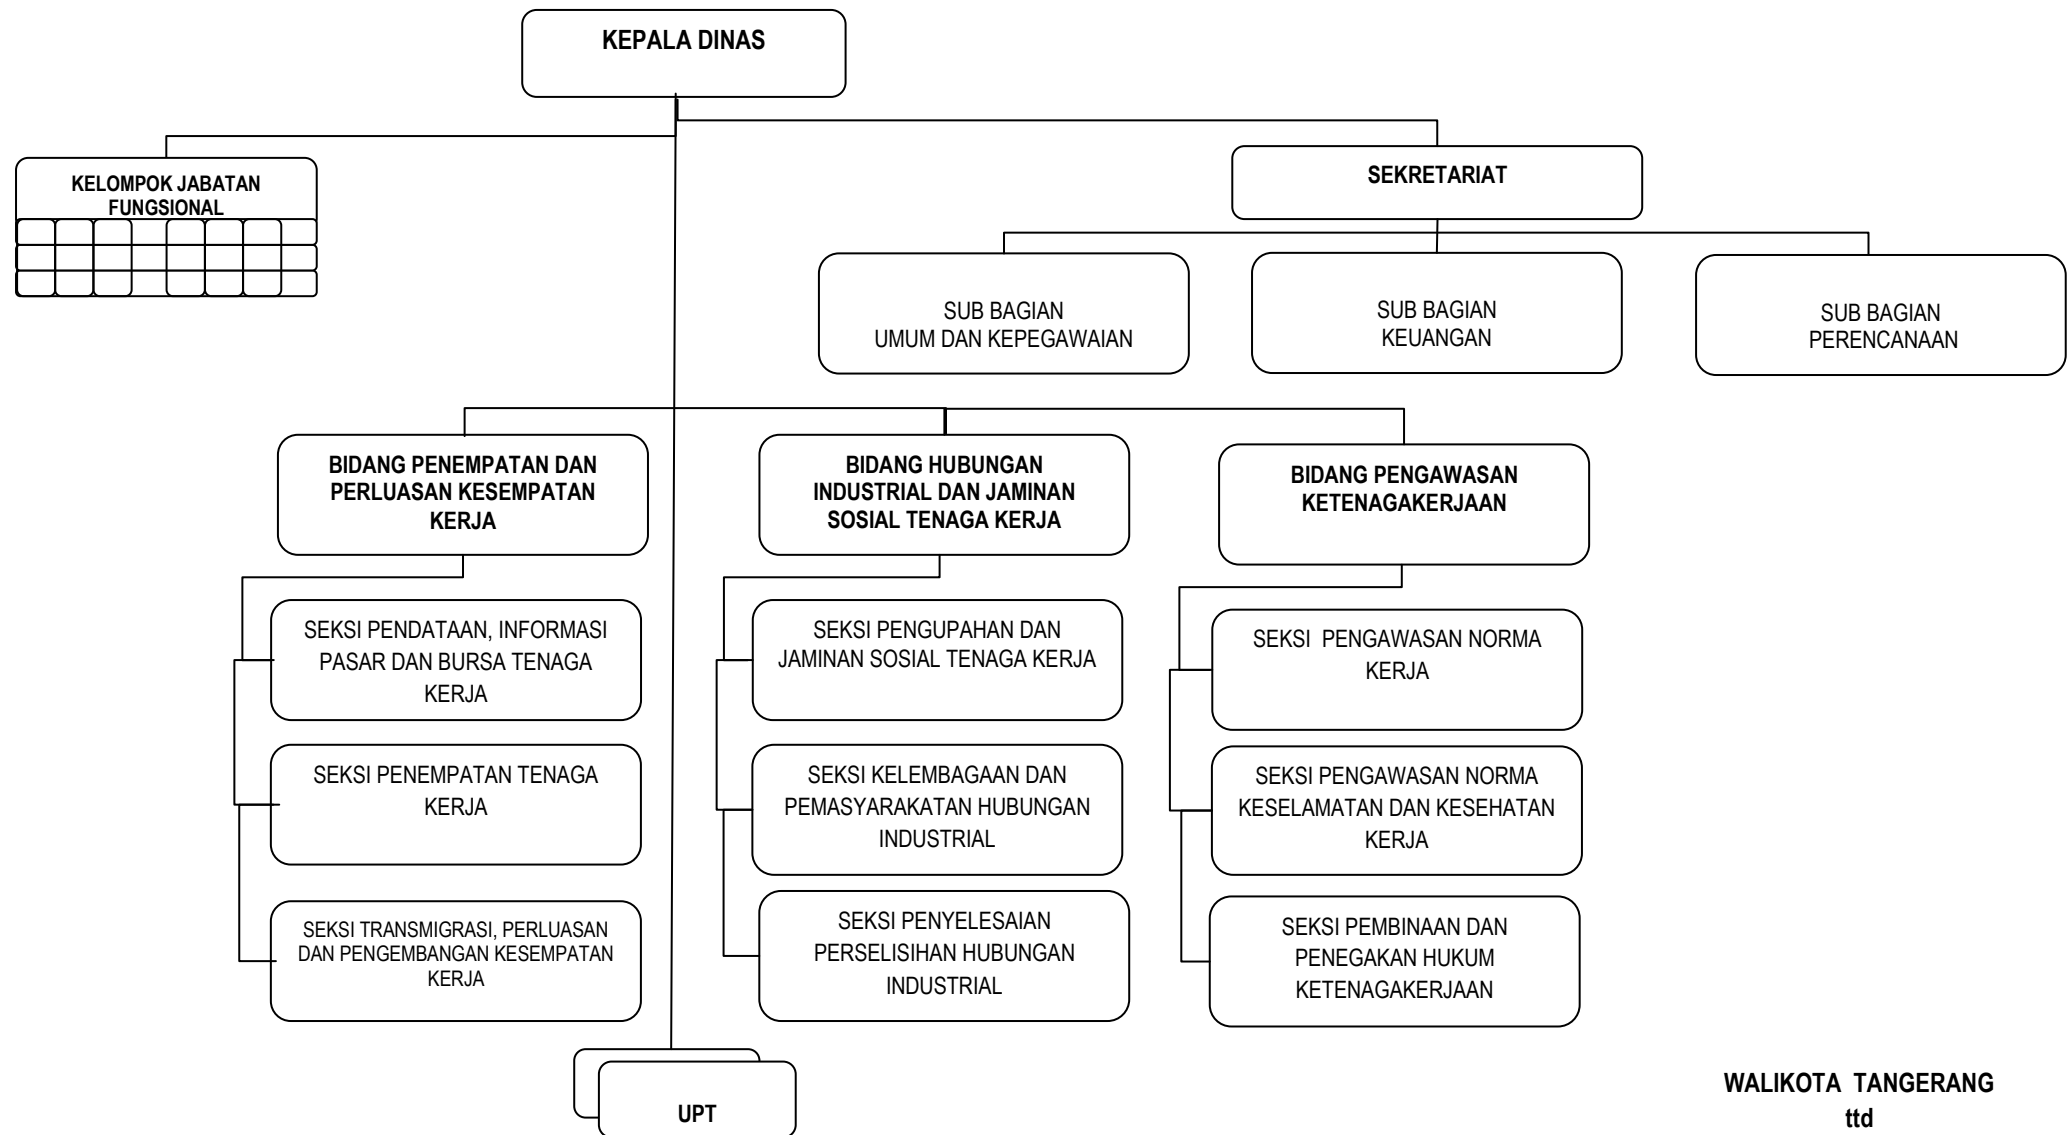 KEPALA DINAS
KELOMPOK JABATAN
FUNGSIONAL
SEKRETARIAT
SUB BAGIAN
UMUM DAN KEPEGAWAIAN
SUB BAGIAN
KEUANGAN
SUB BAGIAN
PERENCANAAN
BIDANG PENEMPATAN DAN
PERLUASAN KESEMPATAN
KERJA
BIDANG HUBUNGAN
INDUSTRIAL DAN JAMINAN
SOSIAL TENAGA KERJA
BIDANG PENGAWASAN
KETENAGAKERJAAN
SEKSI PENDATAAN, INFORMASI
PASAR DAN BURSA TENAGA
KERJA
SEKSI PENGUPAHAN DAN
JAMINAN SOSIAL TENAGA KERJA
SEKSI  PENGAWASAN NORMA
KERJA
SEKSI PENEMPATAN TENAGA
KERJA
SEKSI KELEMBAGAAN DAN
PEMASYARAKATAN HUBUNGAN
INDUSTRIAL
SEKSI PENGAWASAN NORMA
KESELAMATAN DAN KESEHATAN
KERJA
SEKSI TRANSMIGRASI, PERLUASAN
DAN PENGEMBANGAN KESEMPATAN
KERJA
SEKSI PENYELESAIAN
PERSELISIHAN HUBUNGAN
INDUSTRIAL
SEKSI PEMBINAAN DAN
PENEGAKAN HUKUM
KETENAGAKERJAAN
UPT
WALIKOTA  TANGERANG
ttd